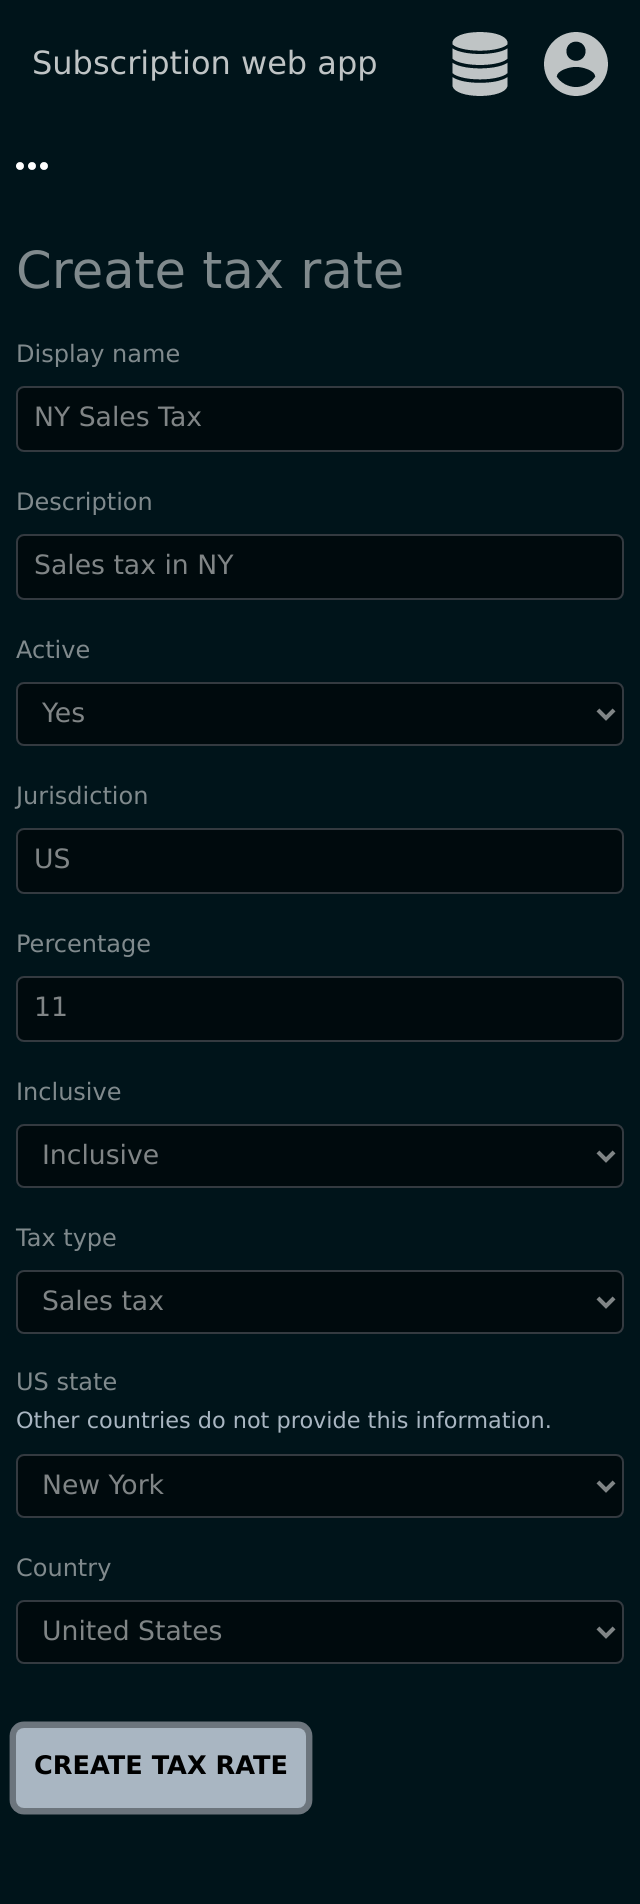 Subscription web app
Create tax rate
Display name
NY Sales Tax
Description
Sales tax in NY
Active
Yes
Jurisdiction
US
Percentage
11
Inclusive
Inclusive
Tax type
Sales tax
US state
Other countries do not provide this information.
New York
Country
United States
CREATE TAX RATE